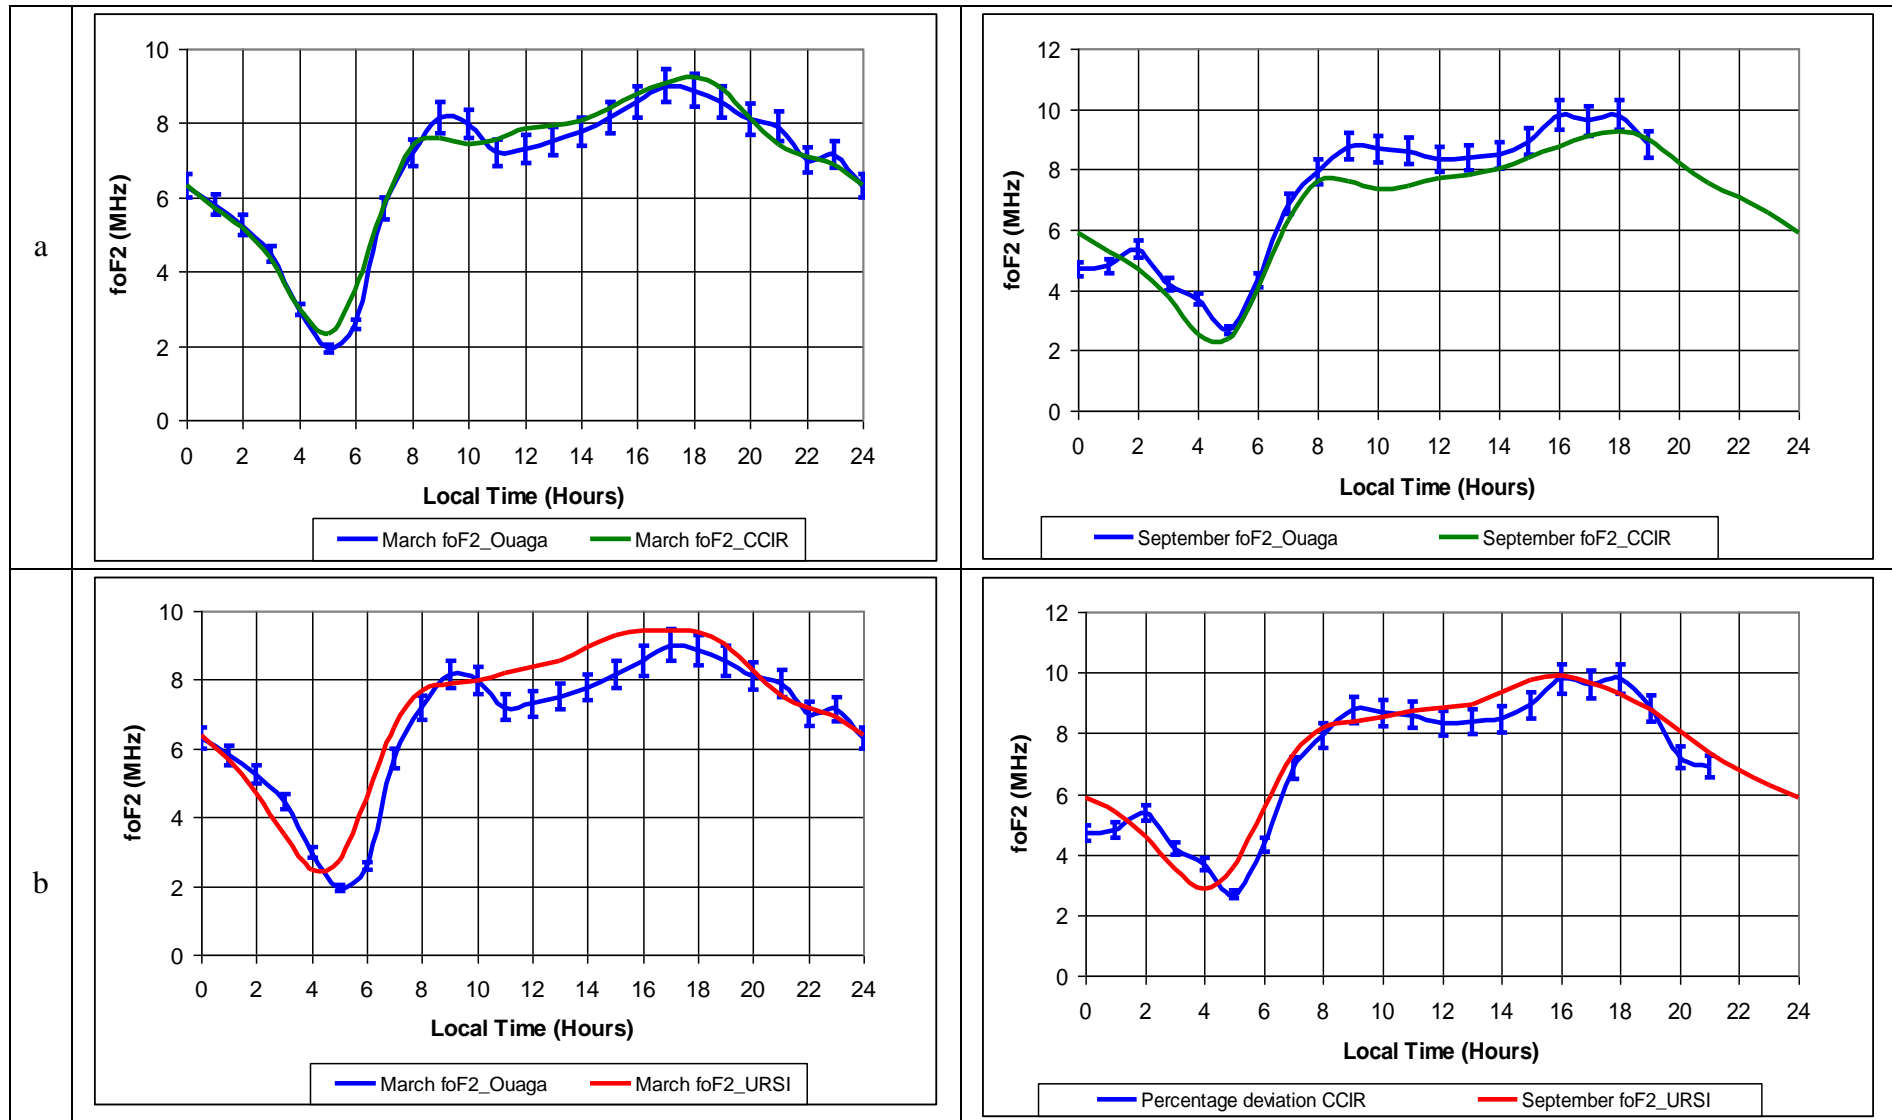 a
10
8
6
4
2
0
foF2 (MHz)
0 2 4 6 8 10 12 14 16 18 20 22 24
Local Time (Hours)
March foF2_Ouaga March foF2_CCIR
12
10
8
6
4
2
0
foF2 (MHz)
0 2 4 6 8 10 12 14 16 18 20 22 24
Local Time (Hours)
September foF2_Ouaga September foF2_CCIR
b
10
8
6
4
2
0
foF2 (MHz)
0 2 4 6 8 10 12 14 16 18 20 22 24
Local Time (Hours)
March foF2_Ouaga March foF2_URSI
12
10
8
6
4
2
0
foF2 (MHz)
0 2 4 6 8 10 12 14 16 18 20 22 24
Local Time (Hours)
Percentage deviation CCIR September foF2_URSI